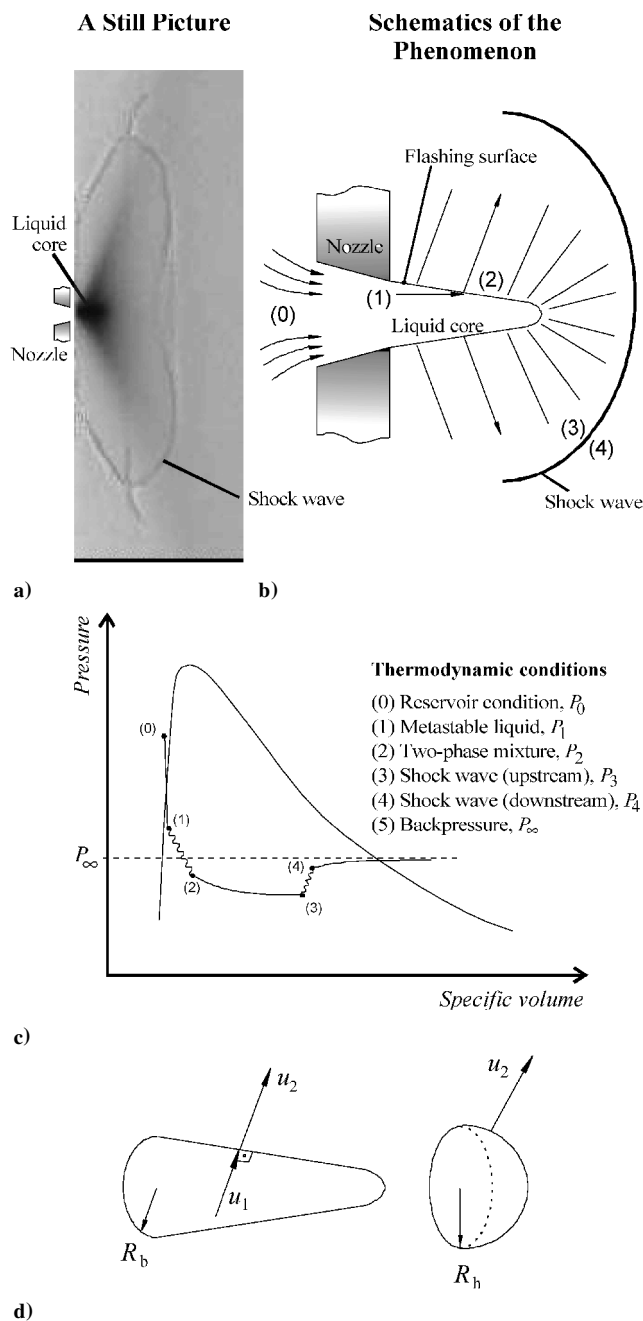 A Still Picture
Schematics of the
Phenomenon
Liquid
core
Nozzle
Shock wave
a)
Flashing surface
Nozzle
(0)
(1)
(2)
Liquid core
(3)
(4)
Shock wave
b)
Pressure
(0)
(1)
P∞
(2)
(3)
(4)
Thermodynamic conditions
(0) Reservoir condition, P0
(1) Metastable liquid, P1
(2) Two-phase mixture, P2
(3) Shock wave (upstream), P3
(4) Shock wave (downstream), P4
(5) Backpressure, P∞
Specific volume
c)
u2
u1
Rb
u2
Rh
d)